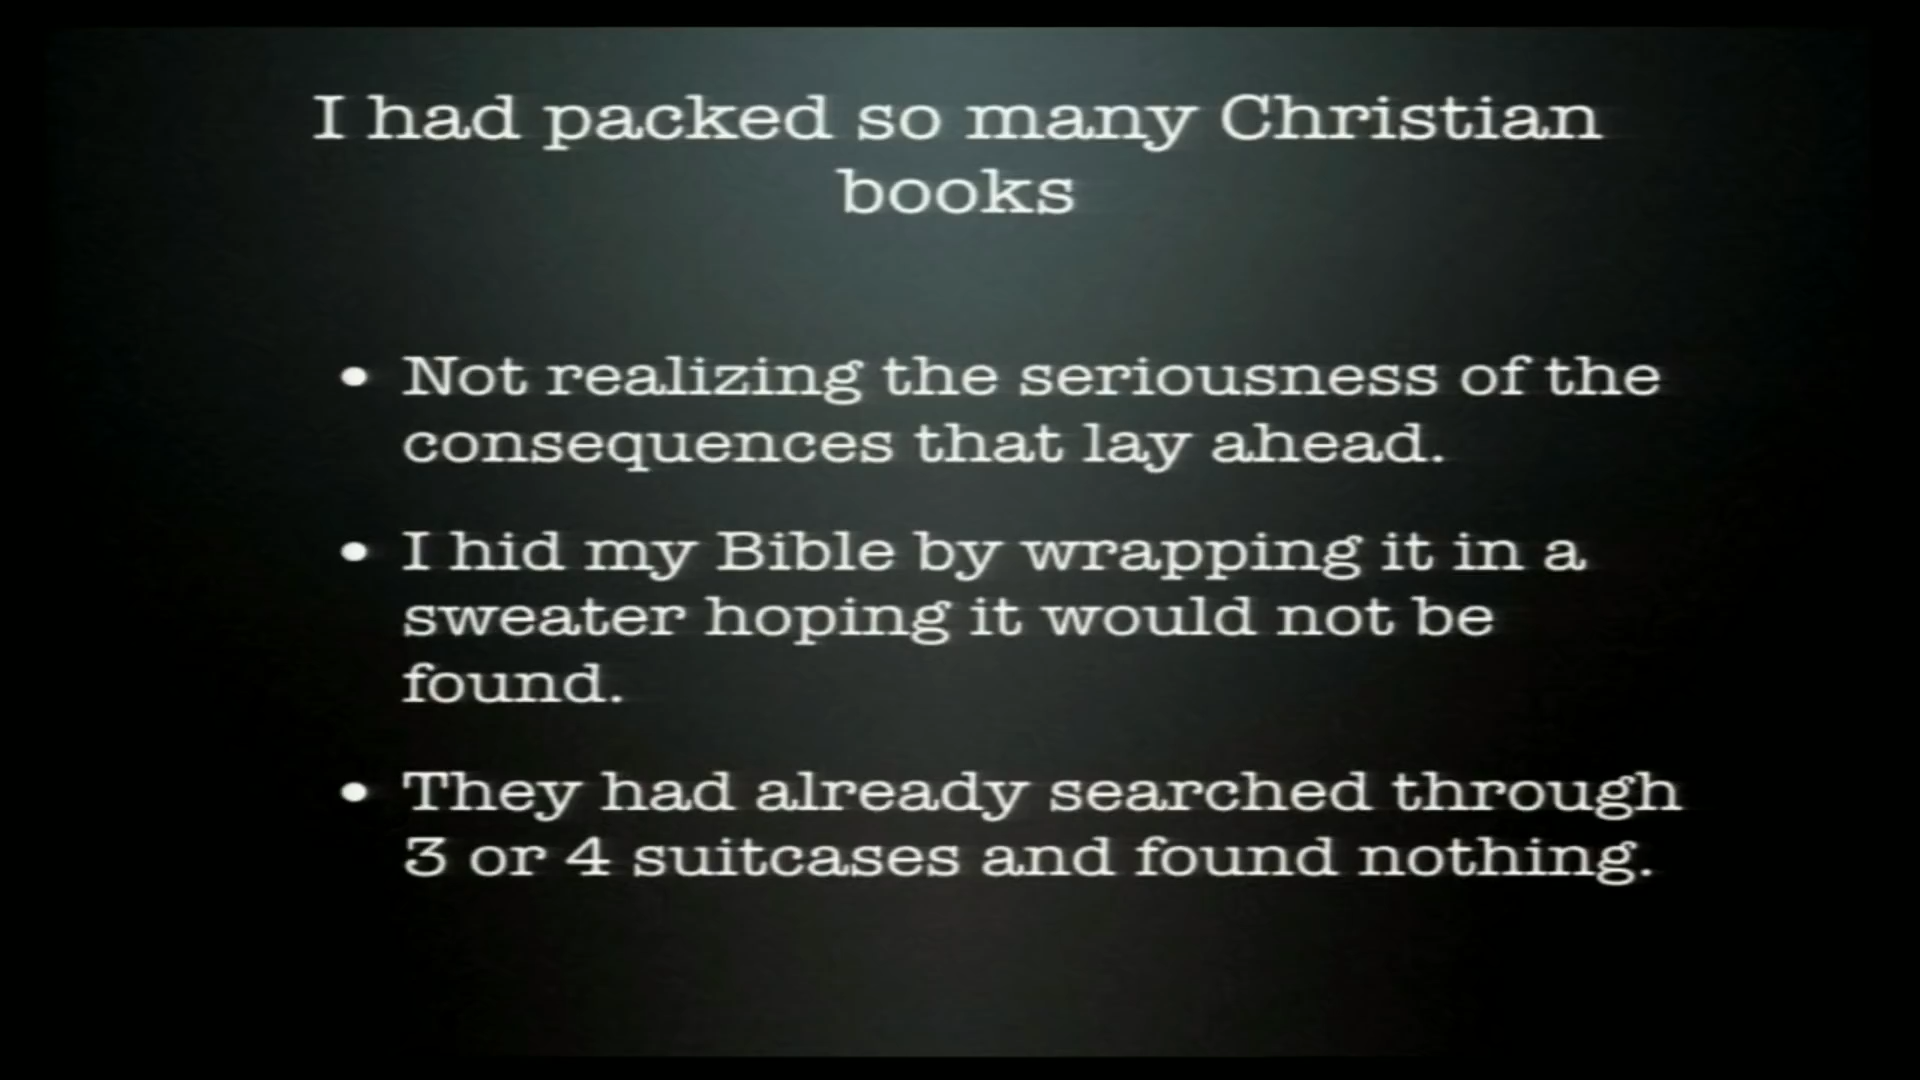 I had packed so many Christian
books
• Not realizing the seriousness of the
consequences that lay ahead.
• I hid my Bible by wrapping it in a
sweater hoping it would not be
found.
• They had already searched through
3 or 4 suitcases and found nothing.